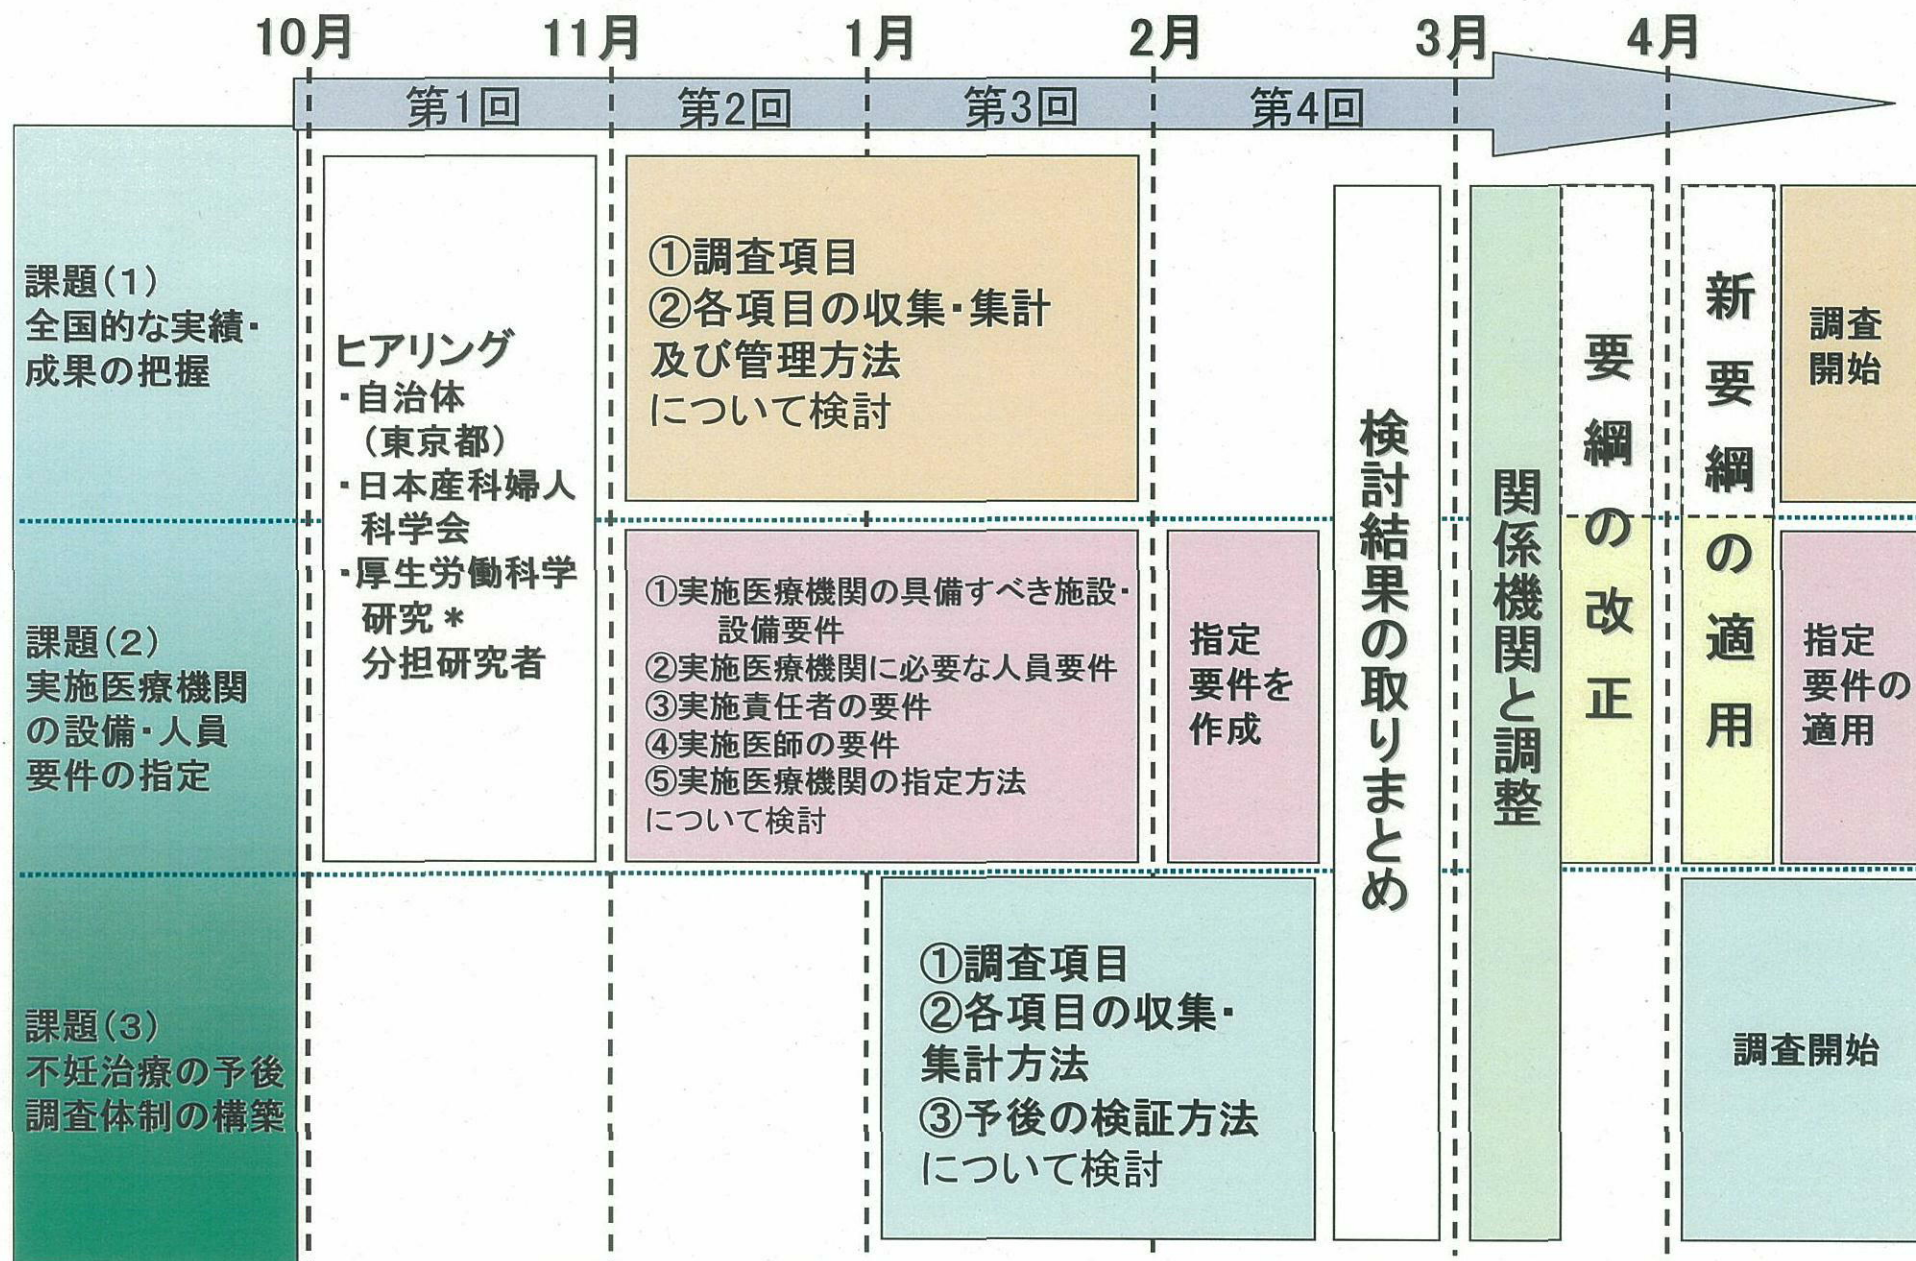 10月
11月
1月
2月
3月
4月
第1回
第2回
第3回
第4回
課題(1)
全国的な実績・
成果の把握
ヒアリング
・自治体
(東京都)
・日本産科婦人
科学会
・厚生労働科学
研究＊
分担研究者
①調査項目
②各項目の収集・集計
及び管理方法
について検討
検討結果の取りまとめ
関係機関と調整
要綱の改正
新要綱の適用
調査
開始
課題(2)
実施医療機関
の設備・人員
要件の指定
①実施医療機関の具備すべき施設・
設備要件
②実施医療機関に必要な人員要件
③実施責任者の要件
④実施医師の要件
⑤実施医療機関の指定方法
について検討
指定
要件を
作成
指定
要件の
適用
課題(3)
不妊治療の予後
調査体制の構築
①調査項目
②各項目の収集・
集計方法
③予後の検証方法
について検討
調査開始